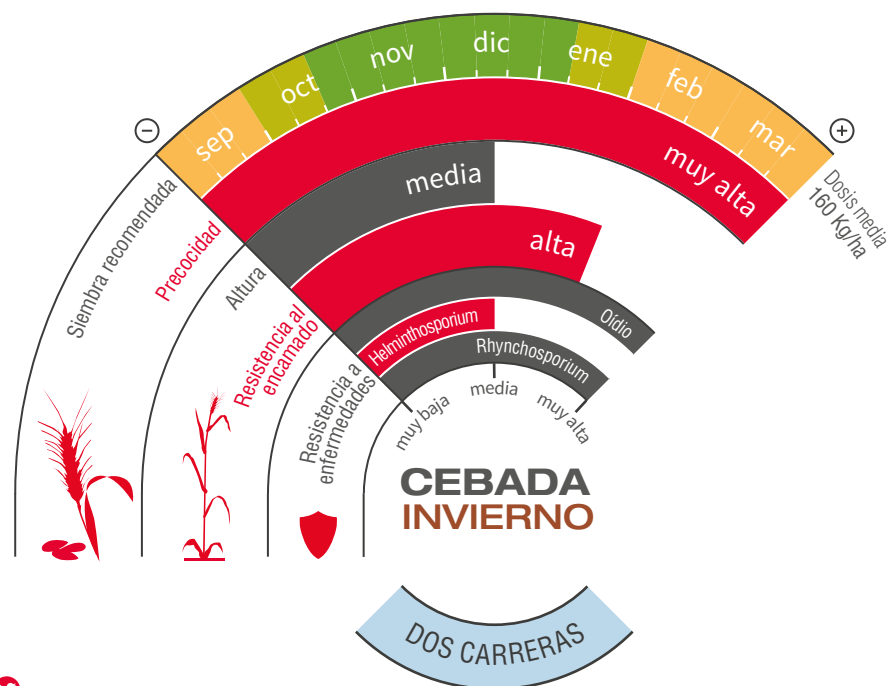 sep
oct
nov
dic
ene
feb
mar
−
+
Dosis media
160 Kg/ha
Siembra recomendada
Precocidad
muy alta
Altura
media
Resistencia al
encamado
alta
Resistencia a
enfermedades
Oídio
Helminthosporium
Rhynchosporium
muy baja
media
muy alta
CEBADA
INVIERNO
DOS CARRERAS